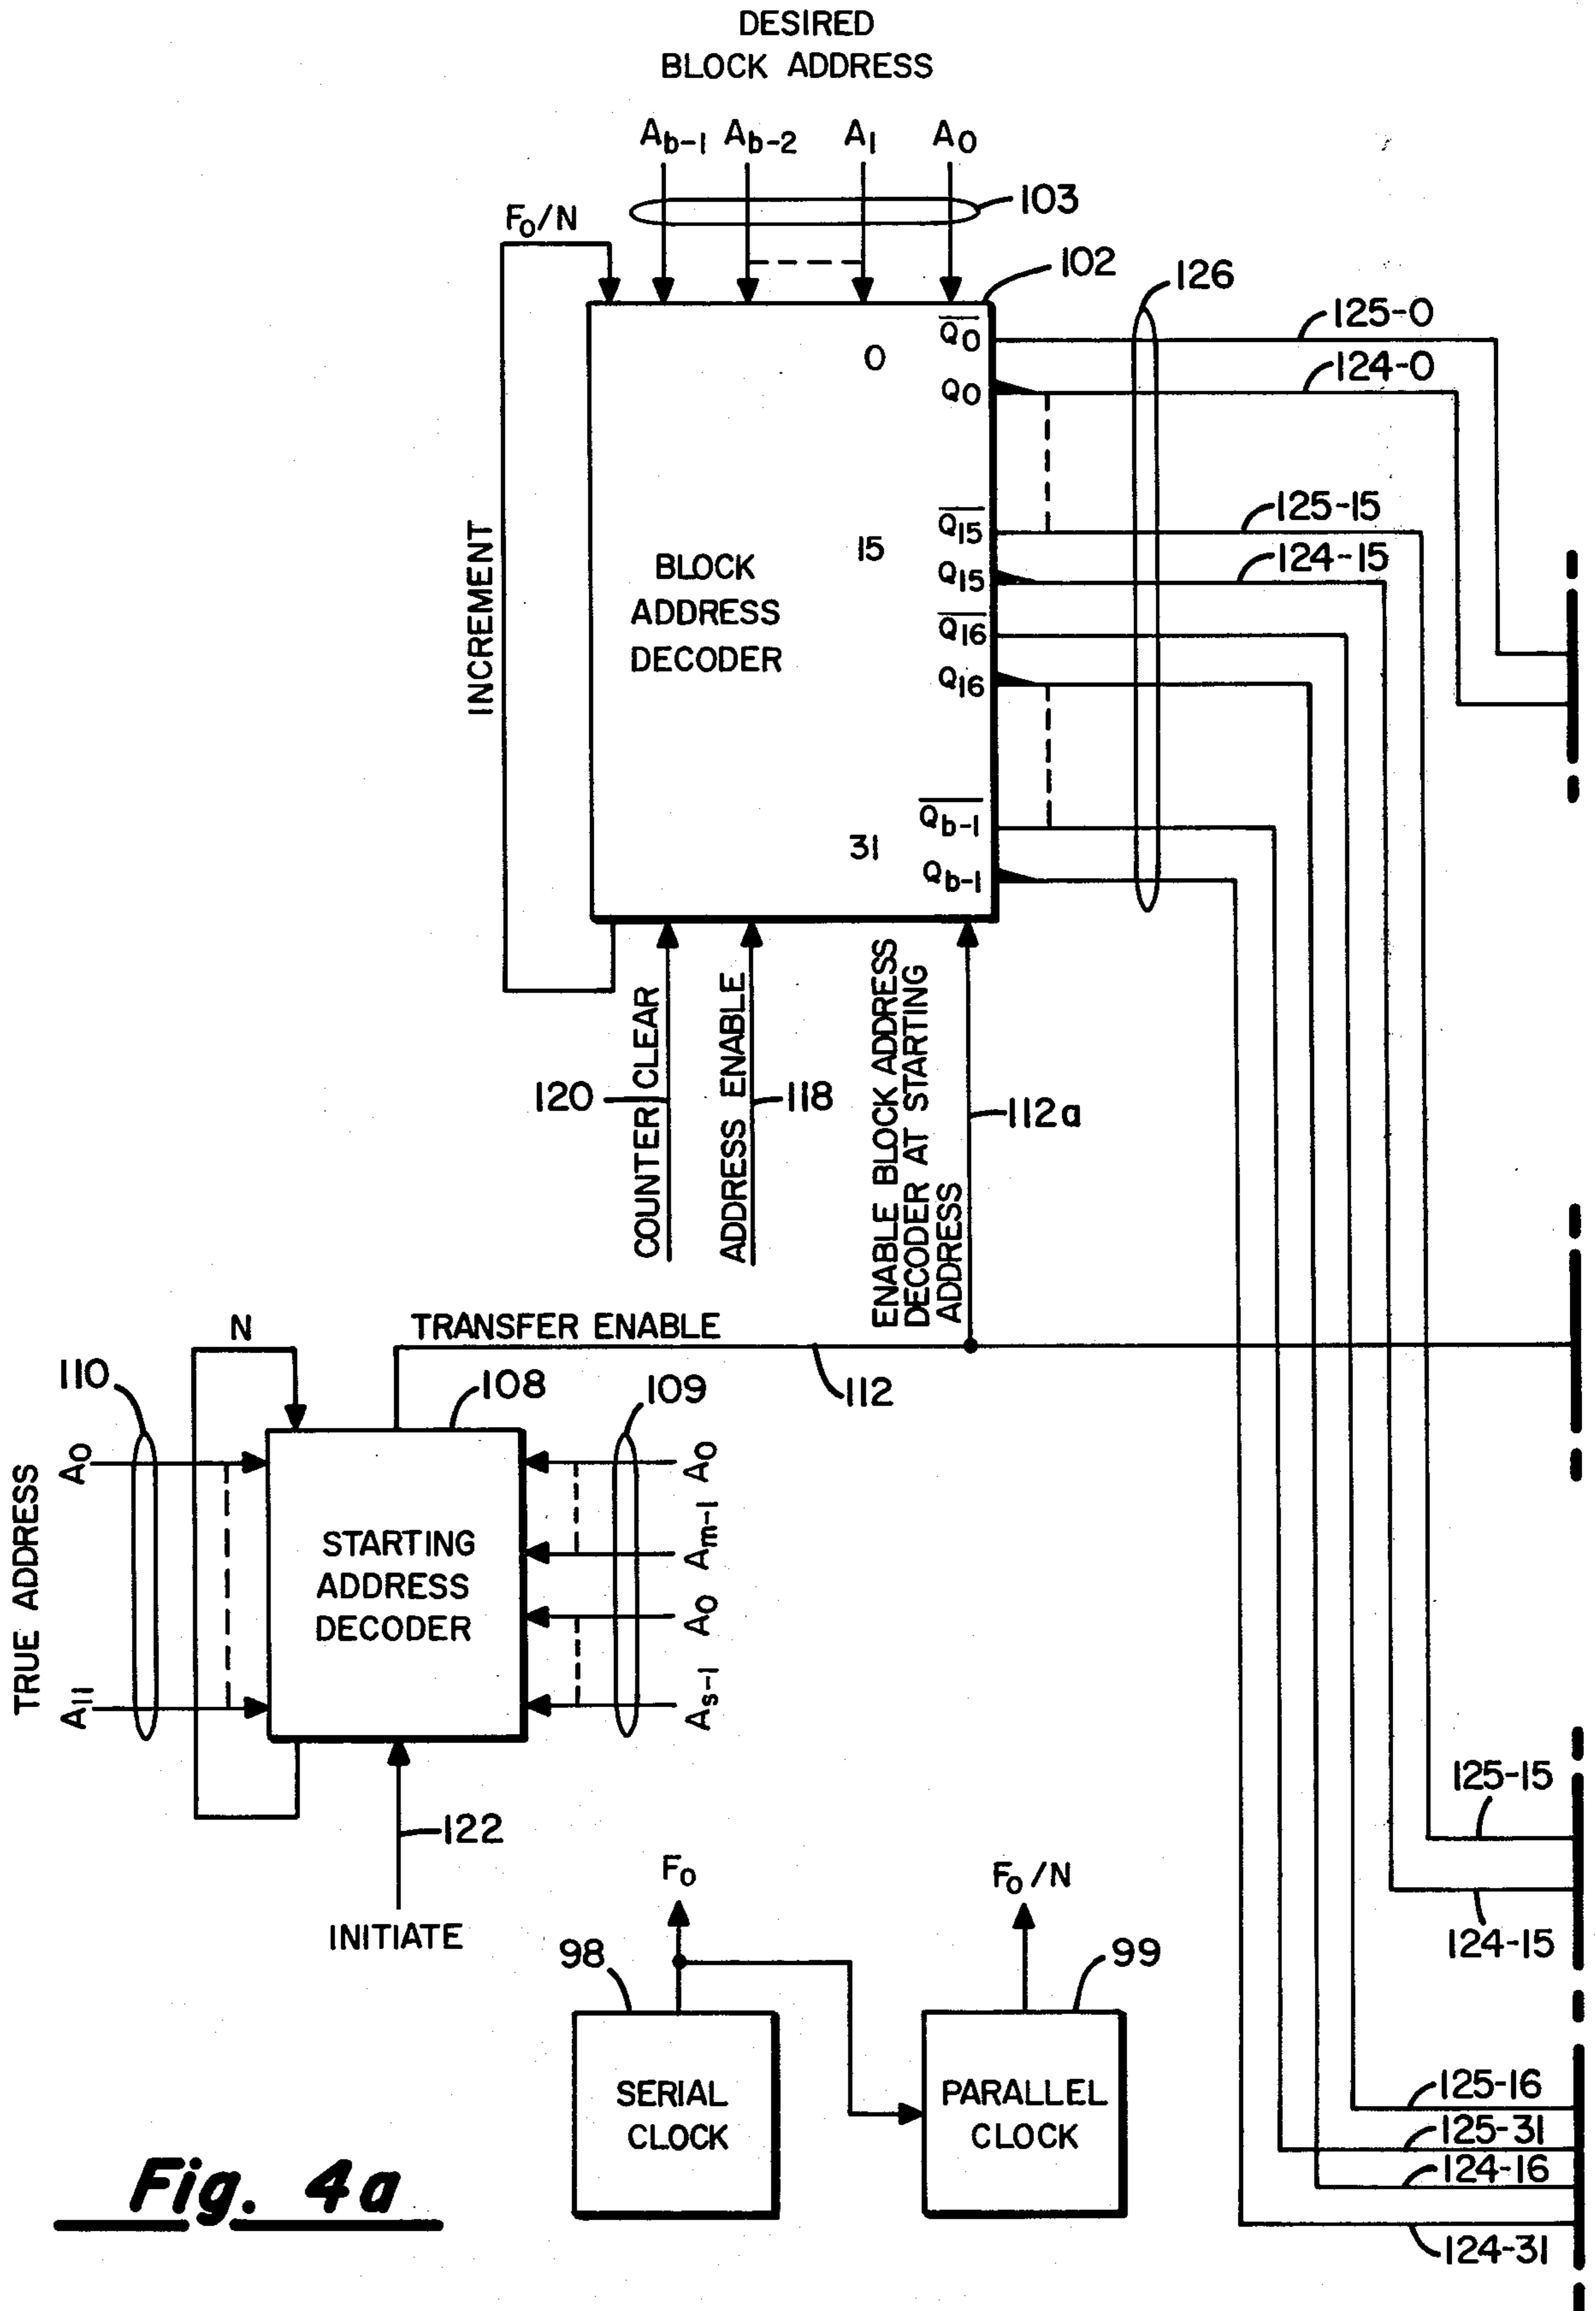 DESIRED
BLOCK ADDRESS
Ab-1 Ab-2 A1 A0
103
F0/N
102
126
125-0
124-0
125-15
124-15
INCREMENT
BLOCK
ADDRESS
DECODER
0
15
31
Q̅0
Q0
Q̅15
Q15
Q̅16
Q16
Q̅b-1
Qb-1
120
COUNTER CLEAR
ADDRESS ENABLE
118
ENABLE BLOCK ADDRESS
DECODER AT STARTING
ADDRESS
112a
N
TRANSFER ENABLE
112
110
108
109
TRUE ADDRESS
A0
A11
STARTING
ADDRESS
DECODER
A0
Am-1
A0
As-1
122
INITIATE
F0
F0/N
98
99
SERIAL
CLOCK
PARALLEL
CLOCK
125-15
124-15
125-16
125-31
124-16
124-31
Fig. 4a